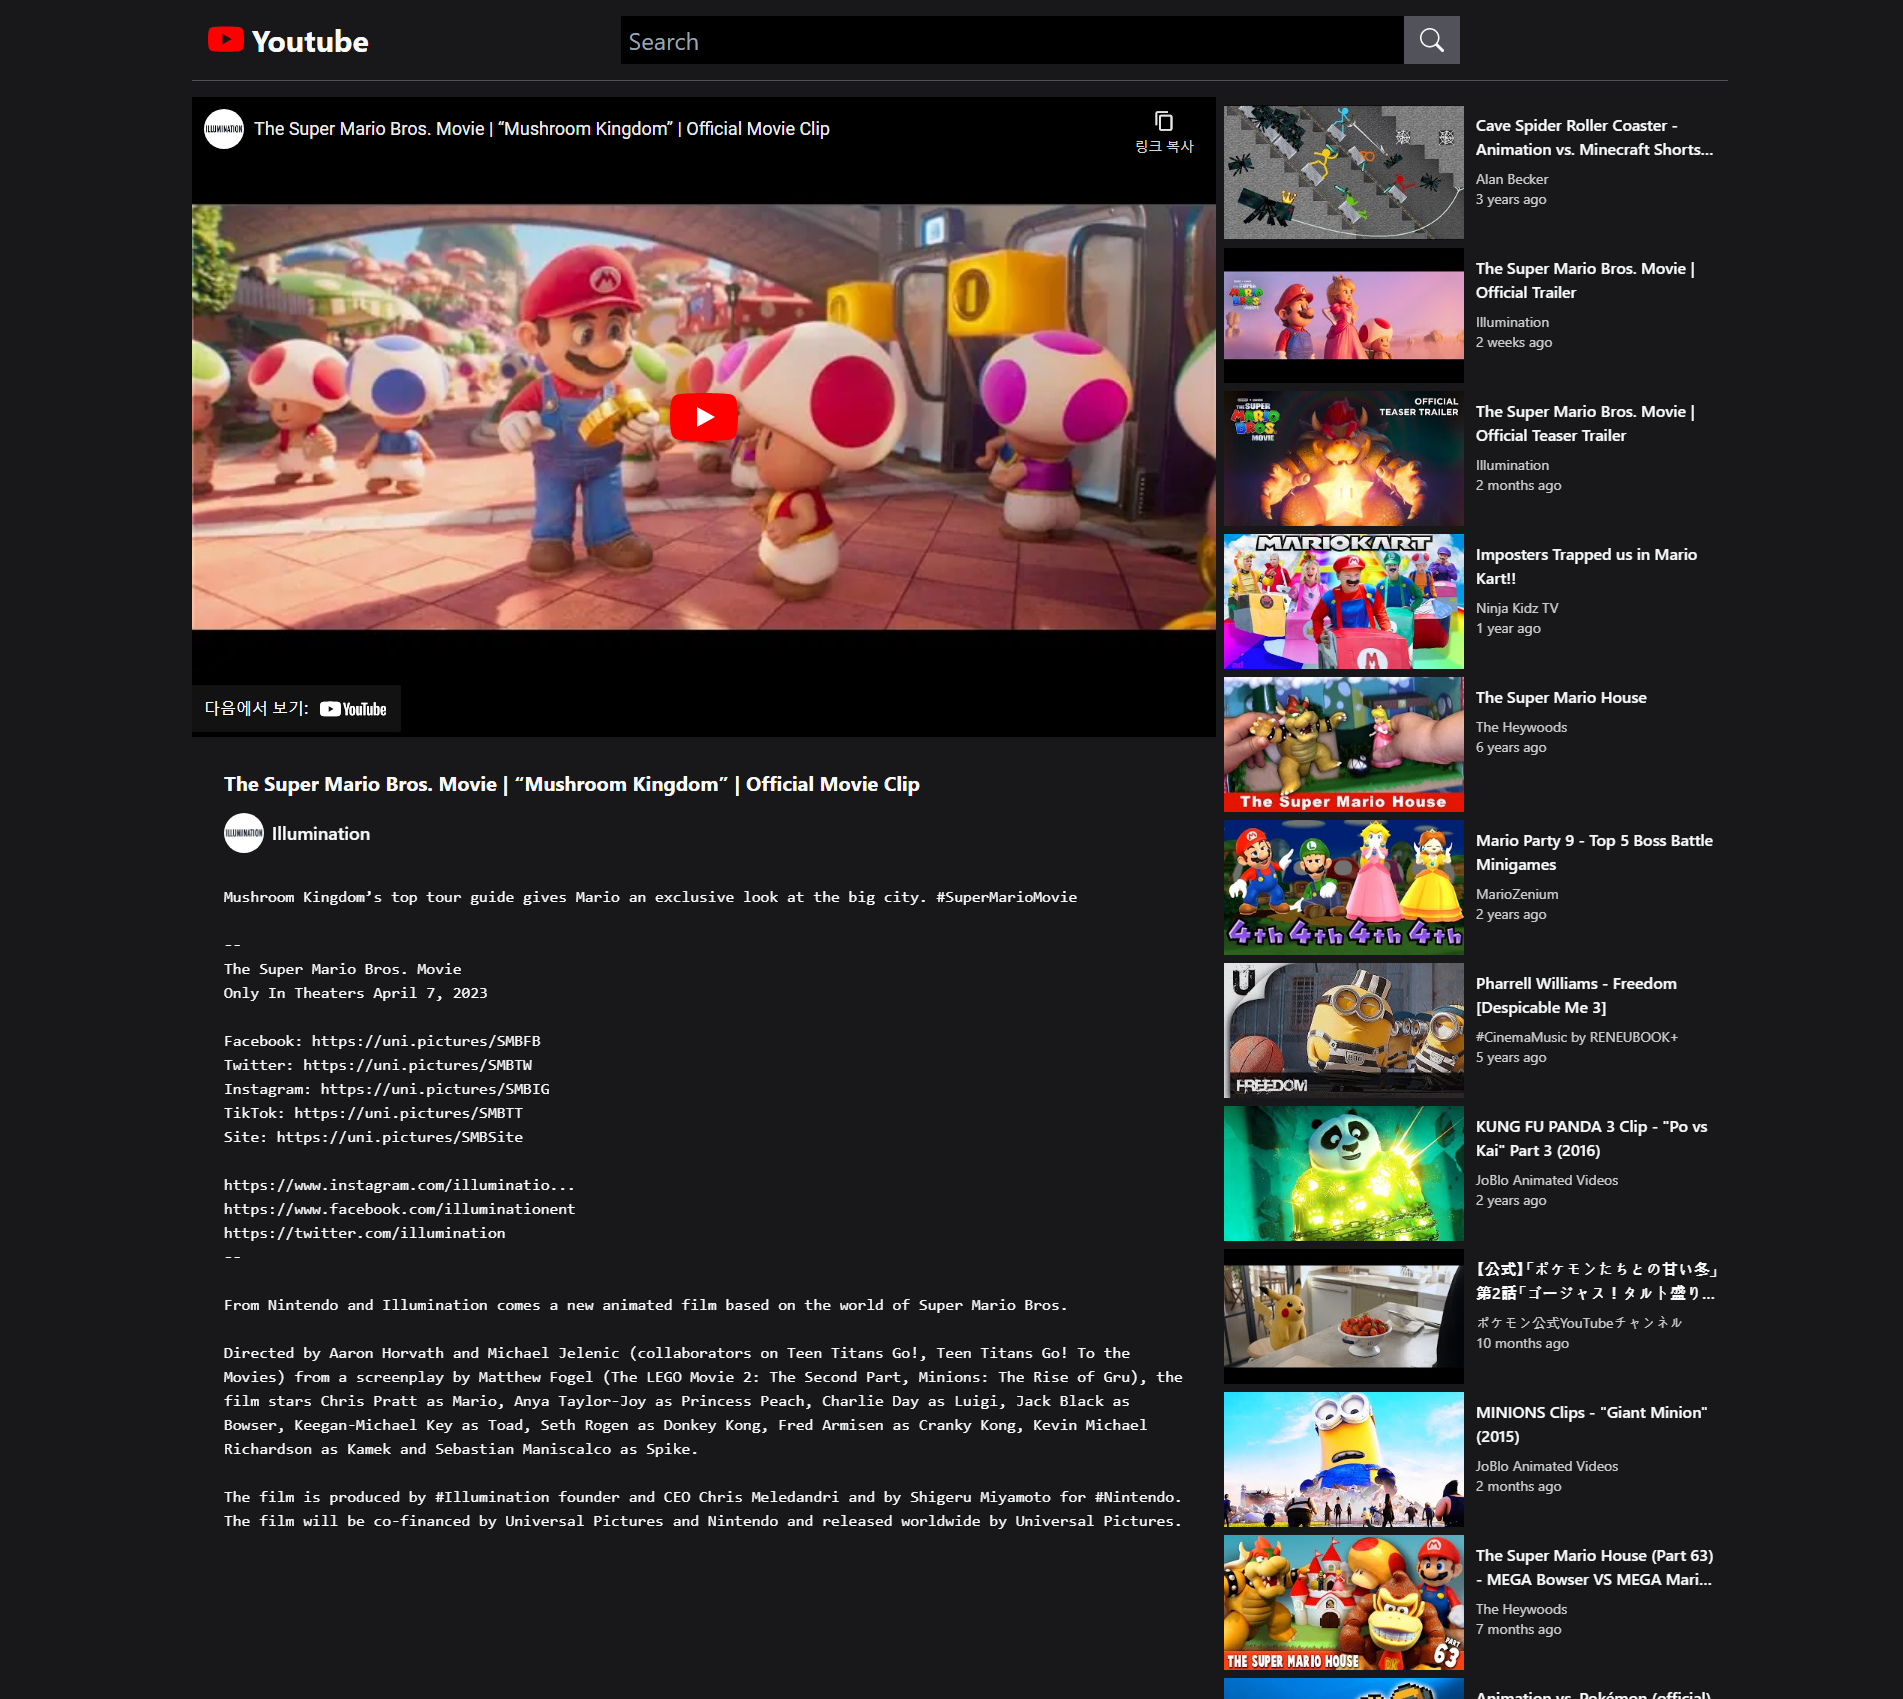 Youtube
Search
ILLUMINATION
The Super Mario Bros. Movie | “Mushroom Kingdom” | Official Movie Clip
링크 복사
다음에서 보기: YouTube
The Super Mario Bros. Movie | “Mushroom Kingdom” | Official Movie Clip
ILLUMINATION
Illumination
Mushroom Kingdom’s top tour guide gives Mario an exclusive look at the big city. #SuperMarioMovie
--
The Super Mario Bros. Movie
Only In Theaters April 7, 2023
Facebook: https://uni.pictures/SMBFB
Twitter: https://uni.pictures/SMBTW
Instagram: https://uni.pictures/SMBIG
TikTok: https://uni.pictures/SMBTT
Site: https://uni.pictures/SMBSite
https://www.instagram.com/illuminatio...
https://www.facebook.com/illuminationent
https://twitter.com/illumination
--
From Nintendo and Illumination comes a new animated film based on the world of Super Mario Bros.
Directed by Aaron Horvath and Michael Jelenic (collaborators on Teen Titans Go!, Teen Titans Go! To the
Movies) from a screenplay by Matthew Fogel (The LEGO Movie 2: The Second Part, Minions: The Rise of Gru), the
film stars Chris Pratt as Mario, Anya Taylor-Joy as Princess Peach, Charlie Day as Luigi, Jack Black as
Bowser, Keegan-Michael Key as Toad, Seth Rogen as Donkey Kong, Fred Armisen as Cranky Kong, Kevin Michael
Richardson as Kamek and Sebastian Maniscalco as Spike.
The film is produced by #Illumination founder and CEO Chris Meledandri and by Shigeru Miyamoto for #Nintendo.
The film will be co-financed by Universal Pictures and Nintendo and released worldwide by Universal Pictures.
Cave Spider Roller Coaster -
Animation vs. Minecraft Shorts...
Alan Becker
3 years ago
SUPER
MARIO
BROS.
The Super Mario Bros. Movie |
Official Trailer
Illumination
2 weeks ago
SUPER
MARIO
BROS.
MOVIE
OFFICIAL
TEASER TRAILER
The Super Mario Bros. Movie |
Official Teaser Trailer
Illumination
2 months ago
MARIOKART
M
Imposters Trapped us in Mario
Kart!!
Ninja Kidz TV
1 year ago
The Super Mario House
The Super Mario House
The Heywoods
6 years ago
4th 4th 4th 4th
Mario Party 9 - Top 5 Boss Battle
Minigames
MarioZenium
2 years ago
U
FREEDOM
Pharrell Williams - Freedom
[Despicable Me 3]
#CinemaMusic by RENEUBOOK+
5 years ago
KUNG FU PANDA 3 Clip - "Po vs
Kai" Part 3 (2016)
JoBlo Animated Videos
2 years ago
【公式】「ポケモンたちとの甘い冬」
第2話「ゴージャス！タルト盛り...
ポケモン公式YouTubeチャンネル
10 months ago
MINIONS Clips - "Giant Minion"
(2015)
JoBlo Animated Videos
2 months ago
THE SUPER MARIO HOUSE
PART
63
The Super Mario House (Part 63)
- MEGA Bowser VS MEGA Mari...
The Heywoods
7 months ago
Animation vs. Pokémon (official)